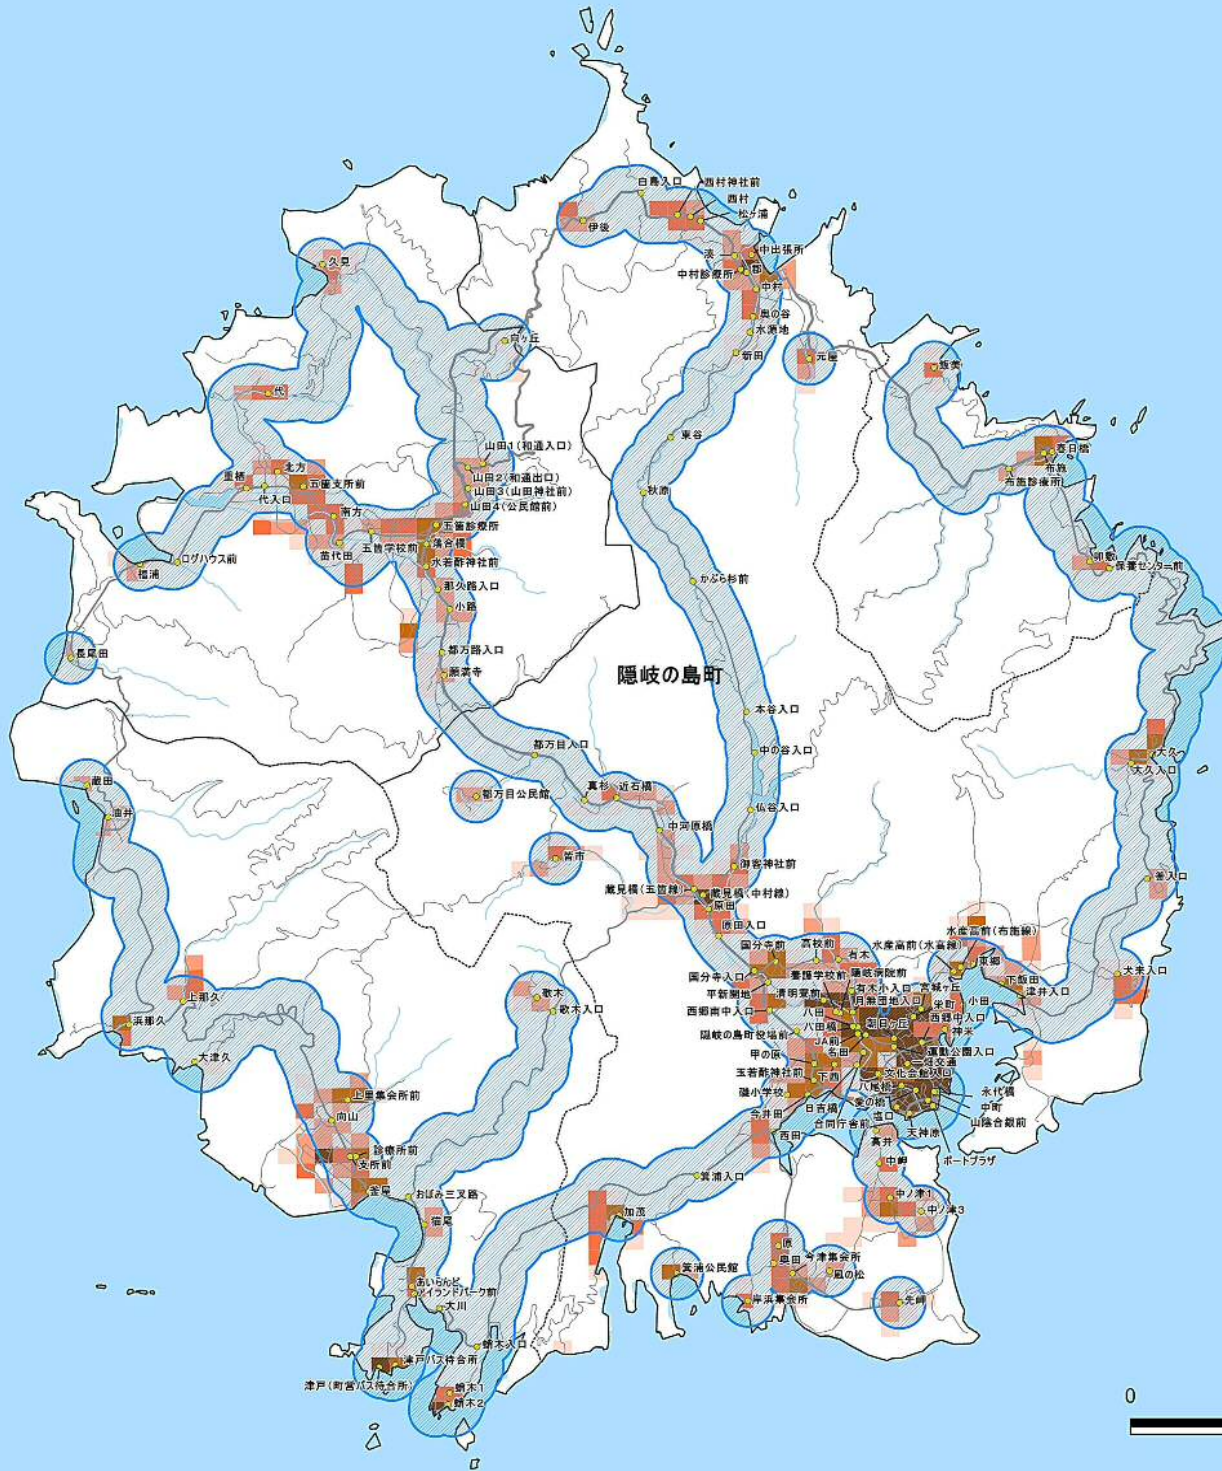 白島入口
西村神社前
西村
松ヶ浦
伊後
湊
中出張所
郡
中村診療所
中村
奥の谷
水源地
新田
元屋
飯美
久見
向ヶ丘
代
東谷
秋原
春日橋
布施
布施診療所
山田1(和通入口)
山田2(和通出口)
山田3(山田神社前)
山田4(公民館前)
北方
重栖
代入口
五箇支所前
南方
五箇診療所
落合橋
五箇学校前
水若酢神社前
苗代田
ログハウス前
福浦
那久路入口
小路
かぶら杉前
卯敷
保養センター前
長尾田
都万路入口
願満寺
隠岐の島町
本谷入口
中の谷入口
大久
大久入口
都万目入口
蔵田
油井
都万目公民館
真杉
近石橋
中河原橋
仏谷入口
皆市
御客神社前
釜入口
蔵見橋(五箇線)
蔵見橋(中村線)
原田
原田入口
国分寺前
高校前
有木
水産高前(水高線)
水産高前(布施線)
東郷
下飯田
津井入口
犬来入口
国分寺入口
養護学校前
隠岐病院前
平新開地
清明寮前
有木小入口
宮城ヶ丘
小田
月無団地入口
栄町
西郷南中入口
八田
西郷中入口
朝日ヶ丘
神米
隠岐の島町役場前
八田橋
JA前
運動公園入口
甲の原
名田
一畑交通
玉若酢神社前
下西
文化会館入口
八尾橋
永代橋
磯小学校
日吉橋
愛の橋
中町
今井田
合同庁舎前
塩口
山陰合銀前
西田
高井
天神原
中岬
ポートプラザ
上那久
浜那久
大津久
歌木
歌木入口
上里集会所前
向山
診療所前
支所前
釜屋
おぼみ三叉路
箕浦入口
中ノ津1
中ノ津3
猫尾
加茂
原
奥田
今津集会所
凪の松
箕浦公民館
岸浜集会所
先岬
あいらんど
アイランドパーク前
大川
蛸木入口
津戸バス待合所
津戸(町営バス待合所)
蛸木1
蛸木2
0